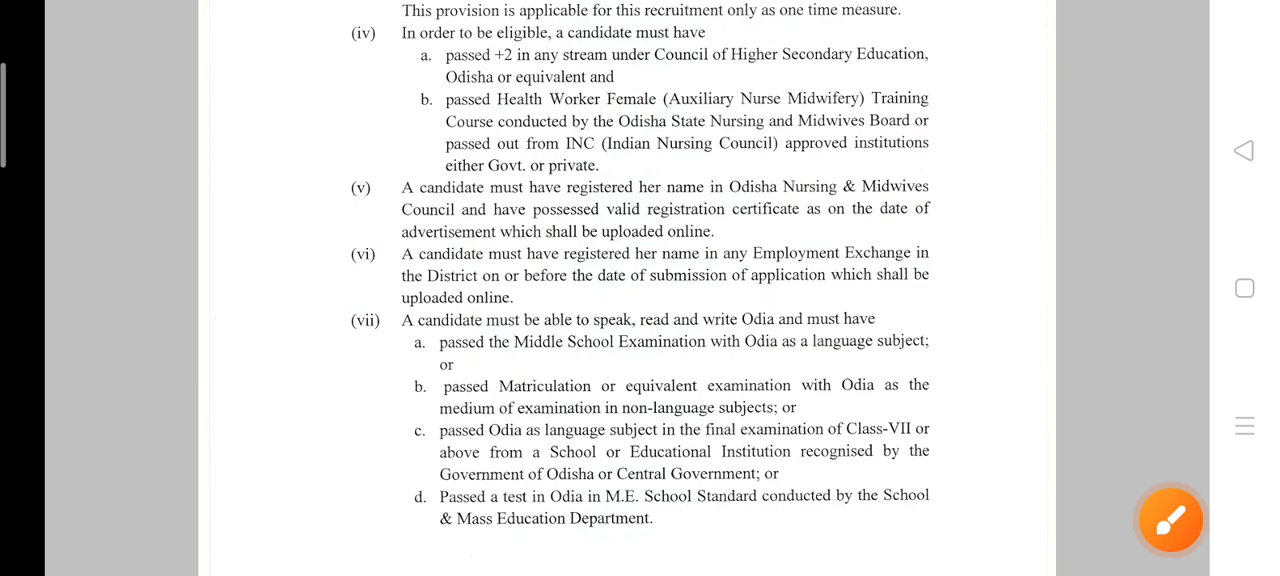 This provision is applicable for this recruitment only as one time measure.
(iv) In order to be eligible, a candidate must have
a. passed +2 in any stream under Council of Higher Secondary Education,
Odisha or equivalent and
b. passed Health Worker Female (Auxiliary Nurse Midwifery) Training
Course conducted by the Odisha State Nursing and Midwives Board or
passed out from INC (Indian Nursing Council) approved institutions
either Govt. or private.
(v) A candidate must have registered her name in Odisha Nursing & Midwives
Council and have possessed valid registration certificate as on the date of
advertisement which shall be uploaded online.
(vi) A candidate must have registered her name in any Employment Exchange in
the District on or before the date of submission of application which shall be
uploaded online.
(vii) A candidate must be able to speak, read and write Odia and must have
a. passed the Middle School Examination with Odia as a language subject;
or
b. passed Matriculation or equivalent examination with Odia as the
medium of examination in non-language subjects; or
c. passed Odia as language subject in the final examination of Class-VII or
above from a School or Educational Institution recognised by the
Government of Odisha or Central Government; or
d. Passed a test in Odia in M.E. School Standard conducted by the School
& Mass Education Department.